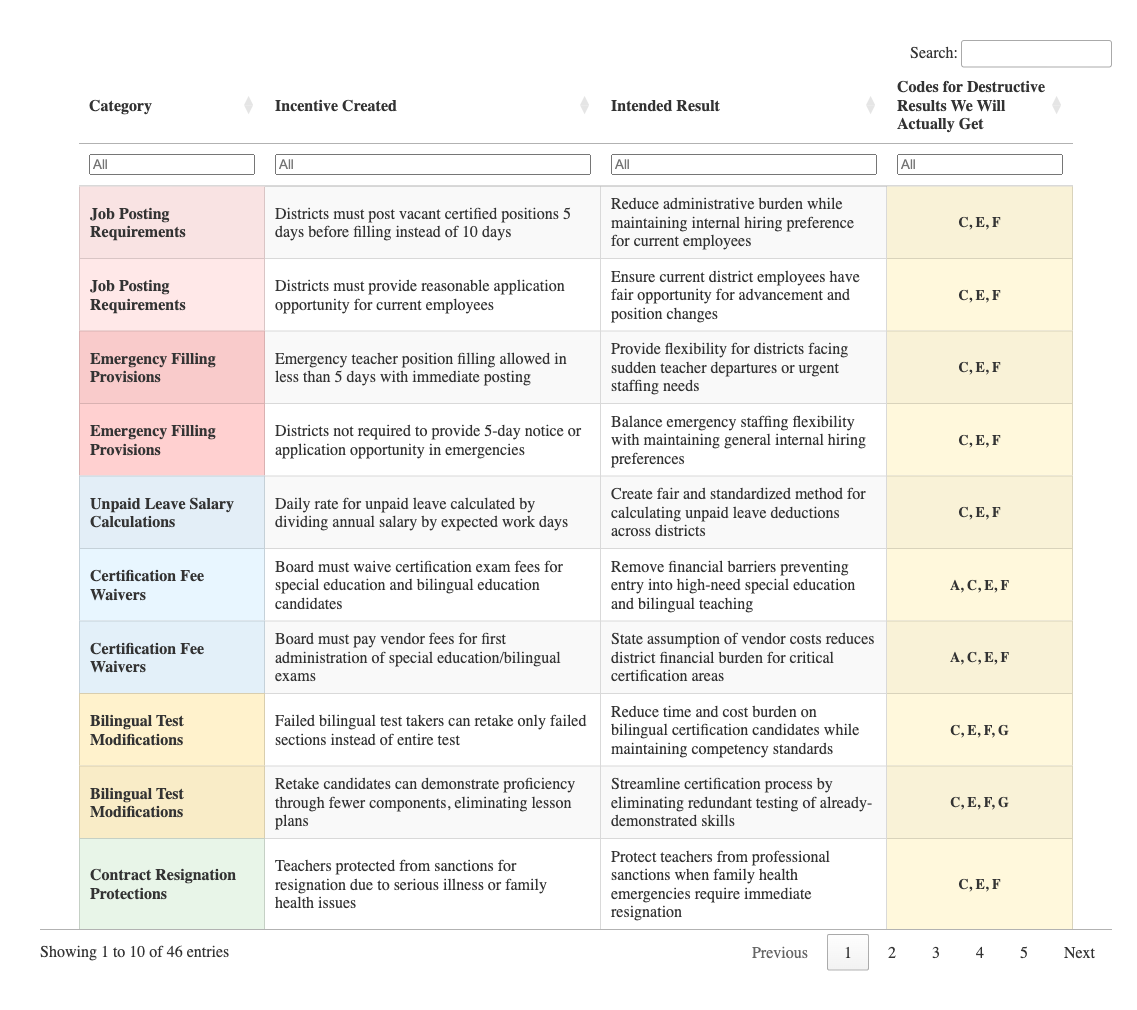 Search:
Category
Incentive Created
Intended Result
Codes for Destructive
Results We Will
Actually Get
All
All
All
All
Job Posting
Requirements
Districts must post vacant certified positions 5
days before filling instead of 10 days
Reduce administrative burden while
maintaining internal hiring preference
for current employees
C, E, F
Job Posting
Requirements
Districts must provide reasonable application
opportunity for current employees
Ensure current district employees have
fair opportunity for advancement and
position changes
C, E, F
Emergency Filling
Provisions
Emergency teacher position filling allowed in
less than 5 days with immediate posting
Provide flexibility for districts facing
sudden teacher departures or urgent
staffing needs
C, E, F
Emergency Filling
Provisions
Districts not required to provide 5-day notice or
application opportunity in emergencies
Balance emergency staffing flexibility
with maintaining general internal hiring
preferences
C, E, F
Unpaid Leave Salary
Calculations
Daily rate for unpaid leave calculated by
dividing annual salary by expected work days
Create fair and standardized method for
calculating unpaid leave deductions
across districts
C, E, F
Certification Fee
Waivers
Board must waive certification exam fees for
special education and bilingual education
candidates
Remove financial barriers preventing
entry into high-need special education
and bilingual teaching
A, C, E, F
Certification Fee
Waivers
Board must pay vendor fees for first
administration of special education/bilingual
exams
State assumption of vendor costs reduces
district financial burden for critical
certification areas
A, C, E, F
Bilingual Test
Modifications
Failed bilingual test takers can retake only failed
sections instead of entire test
Reduce time and cost burden on
bilingual certification candidates while
maintaining competency standards
C, E, F, G
Bilingual Test
Modifications
Retake candidates can demonstrate proficiency
through fewer components, eliminating lesson
plans
Streamline certification process by
eliminating redundant testing of already-
demonstrated skills
C, E, F, G
Contract Resignation
Protections
Teachers protected from sanctions for
resignation due to serious illness or family
health issues
Protect teachers from professional
sanctions when family health
emergencies require immediate
resignation
C, E, F
Showing 1 to 10 of 46 entries
Previous 1 2 3 4 5 Next